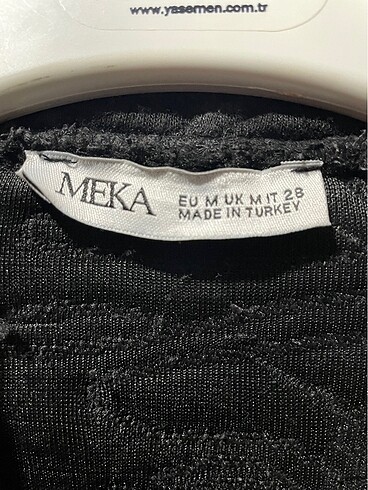 www.yasemen.com.tr
MEKA
EU M UK M IT 28
MADE IN TURKEY